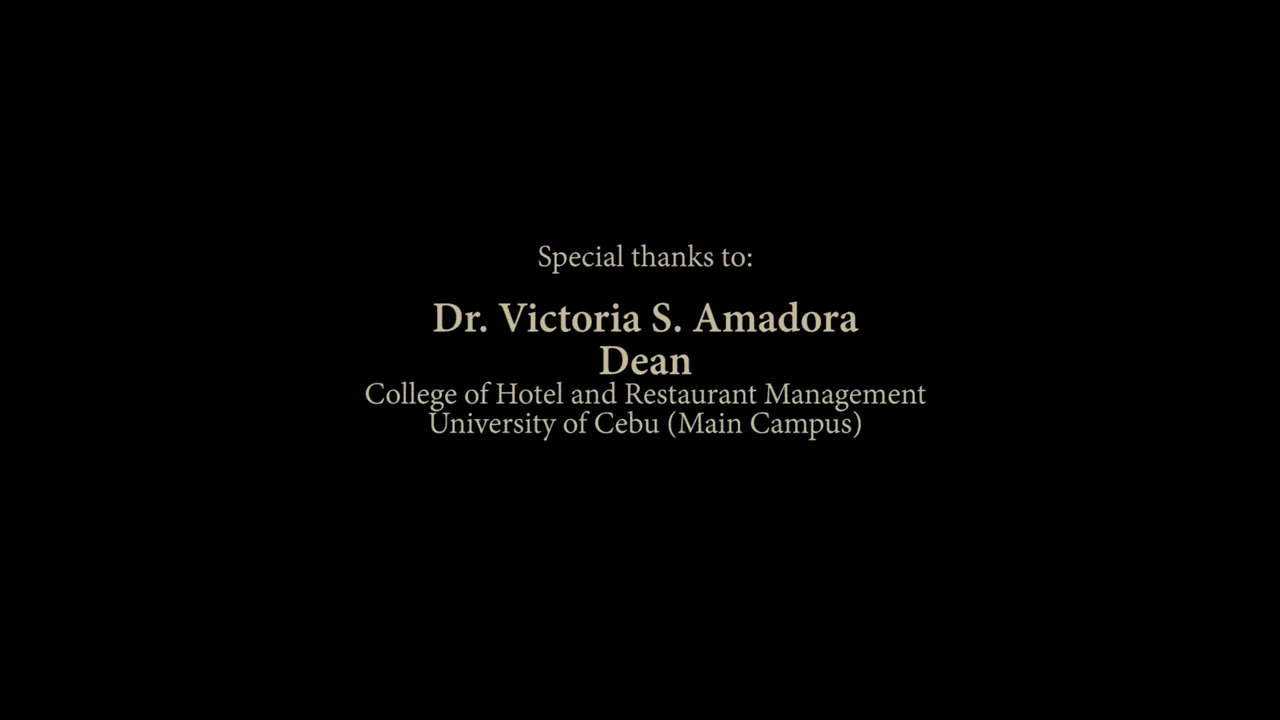 Special thanks to:
Dr. Victoria S. Amadora
Dean
College of Hotel and Restaurant Management
University of Cebu (Main Campus)